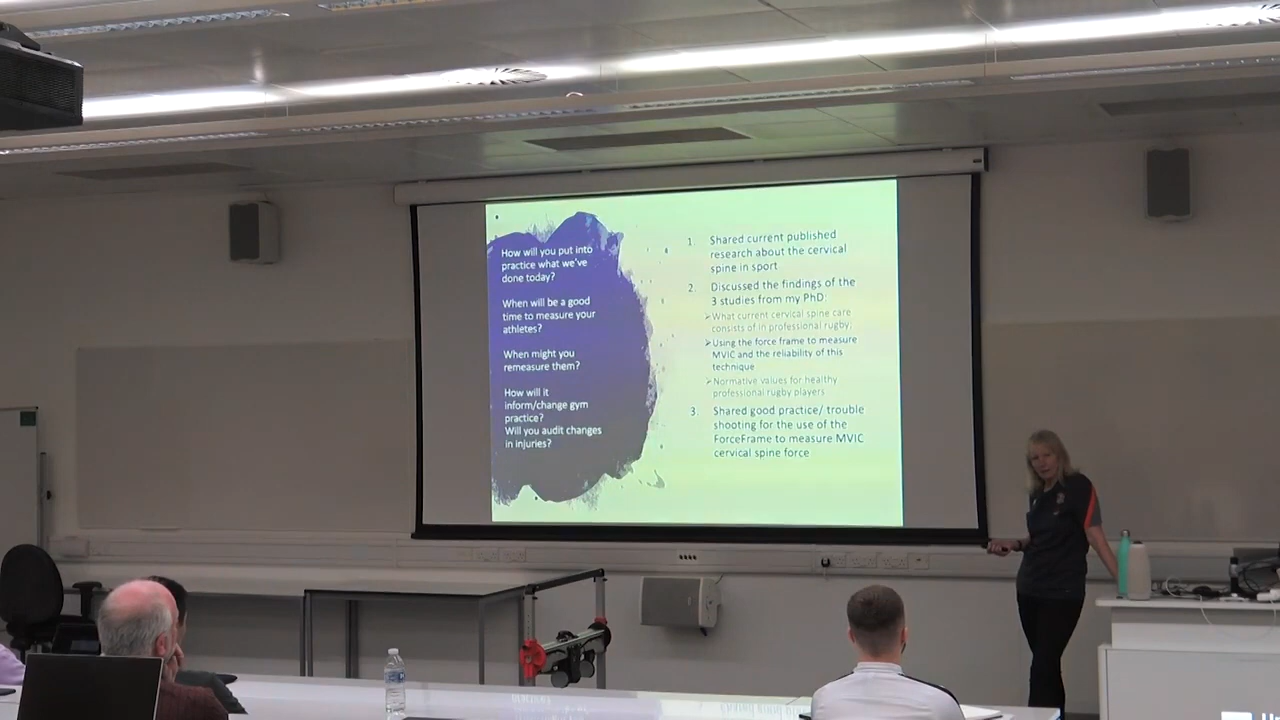 How will you put into
practice what we've
done today?
When will be a good
time to measure your
athletes?
When might you
remeasure them?
How will it
inform/change gym
practice?
Will you audit changes
in injuries?
1. Shared current published
research about the cervical
spine in sport
2. Discussed the findings of the
3 studies from my PhD:
➢What current cervical spine care
consists of in professional rugby;
➢Using the force frame to measure
MVIC and the reliability of this
technique
➢Normative values for healthy
professional rugby players
3. Shared good practice/ trouble
shooting for the use of the
ForceFrame to measure MVIC
cervical spine force